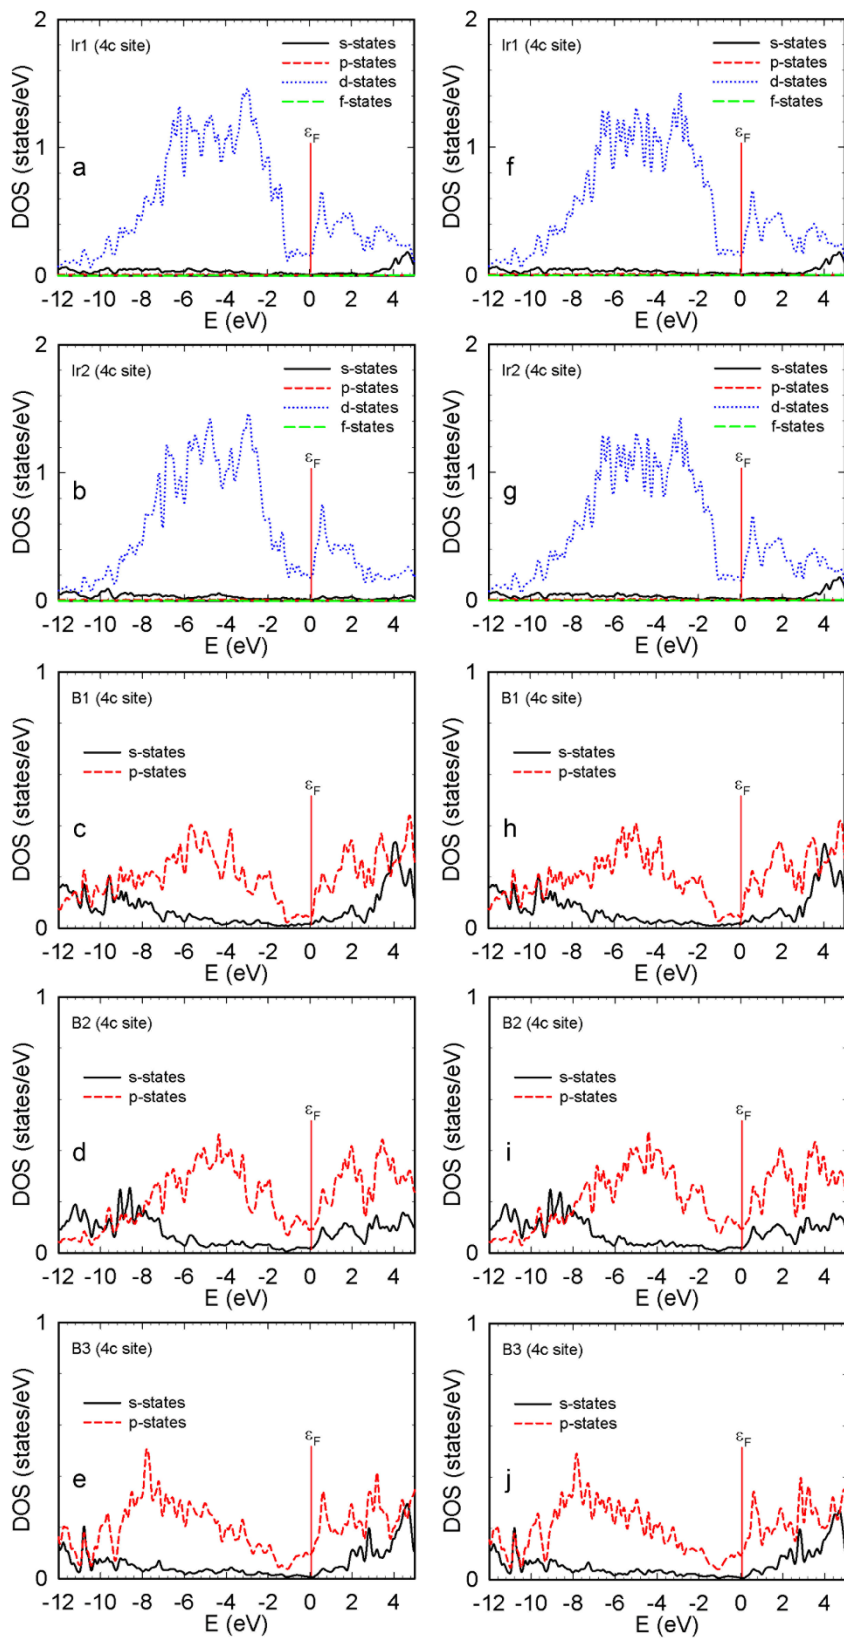 DOS (states/eV)
2
1
0
Ir1 (4c site)
s-states
p-states
d-states
f-states
a
εF
-12 -10 -8 -6 -4 -2 0 2 4
E (eV)
DOS (states/eV)
2
1
0
Ir1 (4c site)
s-states
p-states
d-states
f-states
f
εF
-12 -10 -8 -6 -4 -2 0 2 4
E (eV)
DOS (states/eV)
2
1
0
Ir2 (4c site)
s-states
p-states
d-states
f-states
b
εF
-12 -10 -8 -6 -4 -2 0 2 4
E (eV)
DOS (states/eV)
2
1
0
Ir2 (4c site)
s-states
p-states
d-states
f-states
g
εF
-12 -10 -8 -6 -4 -2 0 2 4
E (eV)
DOS (states/eV)
1
0
B1 (4c site)
s-states
p-states
c
εF
-12 -10 -8 -6 -4 -2 0 2 4
E (eV)
DOS (states/eV)
1
0
B1 (4c site)
s-states
p-states
h
εF
-12 -10 -8 -6 -4 -2 0 2 4
E (eV)
DOS (states/eV)
1
0
B2 (4c site)
s-states
p-states
d
εF
-12 -10 -8 -6 -4 -2 0 2 4
E (eV)
DOS (states/eV)
1
0
B2 (4c site)
s-states
p-states
i
εF
-12 -10 -8 -6 -4 -2 0 2 4
E (eV)
DOS (states/eV)
1
0
B3 (4c site)
s-states
p-states
e
εF
-12 -10 -8 -6 -4 -2 0 2 4
E (eV)
DOS (states/eV)
1
0
B3 (4c site)
s-states
p-states
j
εF
-12 -10 -8 -6 -4 -2 0 2 4
E (eV)